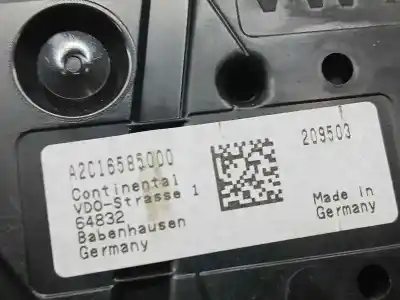 A2C16585000
209503
Continental
VDO-Strasse 1
64832
Babenhausen
Germany
Made in
Germany